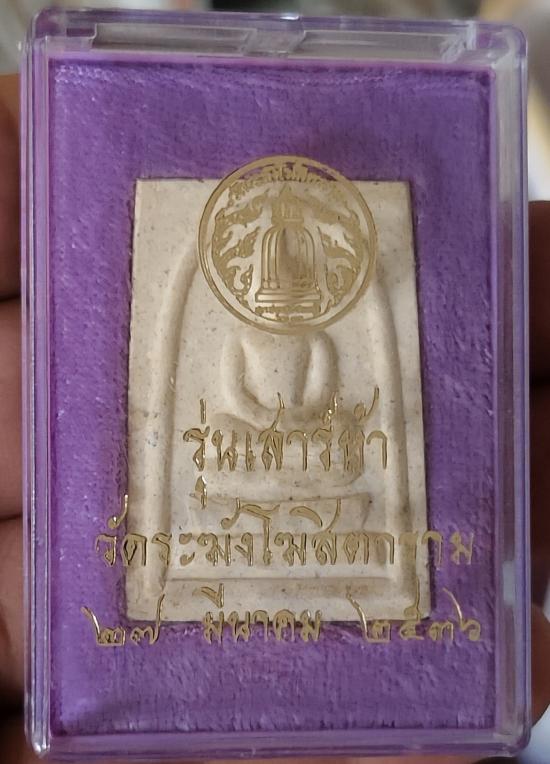 รุ่นเสาร์ห้า
วัดระฆังโฆสิตาราม
๒๗ มีนาคม ๒๕๓๖